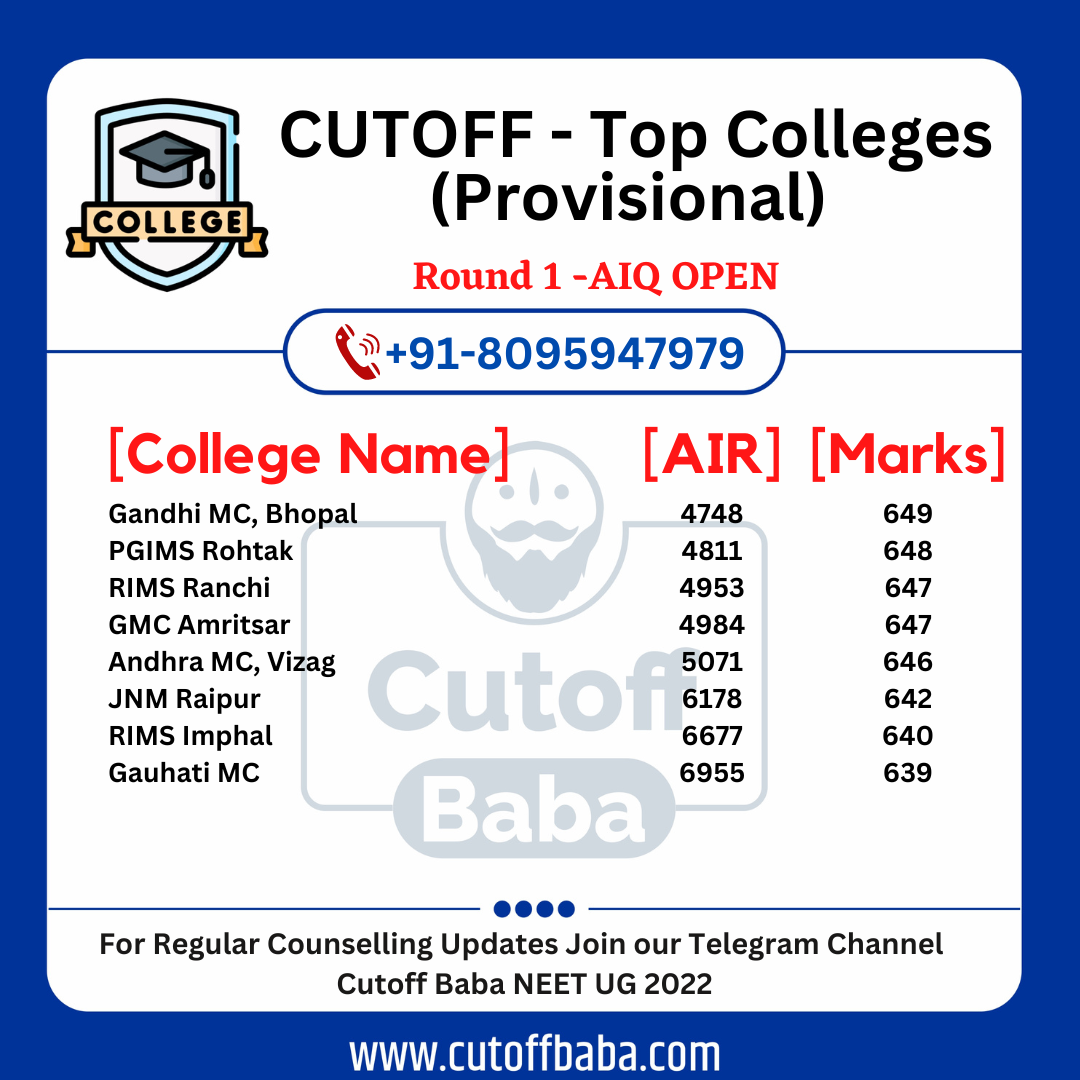 COLLEGE
CUTOFF - Top Colleges
(Provisional)
Round 1 -AIQ OPEN
+91-8095947979
[College Name] [AIR] [Marks]
Gandhi MC, Bhopal 4748 649
PGIMS Rohtak 4811 648
RIMS Ranchi 4953 647
GMC Amritsar 4984 647
Andhra MC, Vizag 5071 646
JNM Raipur 6178 642
RIMS Imphal 6677 640
Gauhati MC 6955 639
Cutoff
Baba
For Regular Counselling Updates Join our Telegram Channel
Cutoff Baba NEET UG 2022
www.cutoffbaba.com